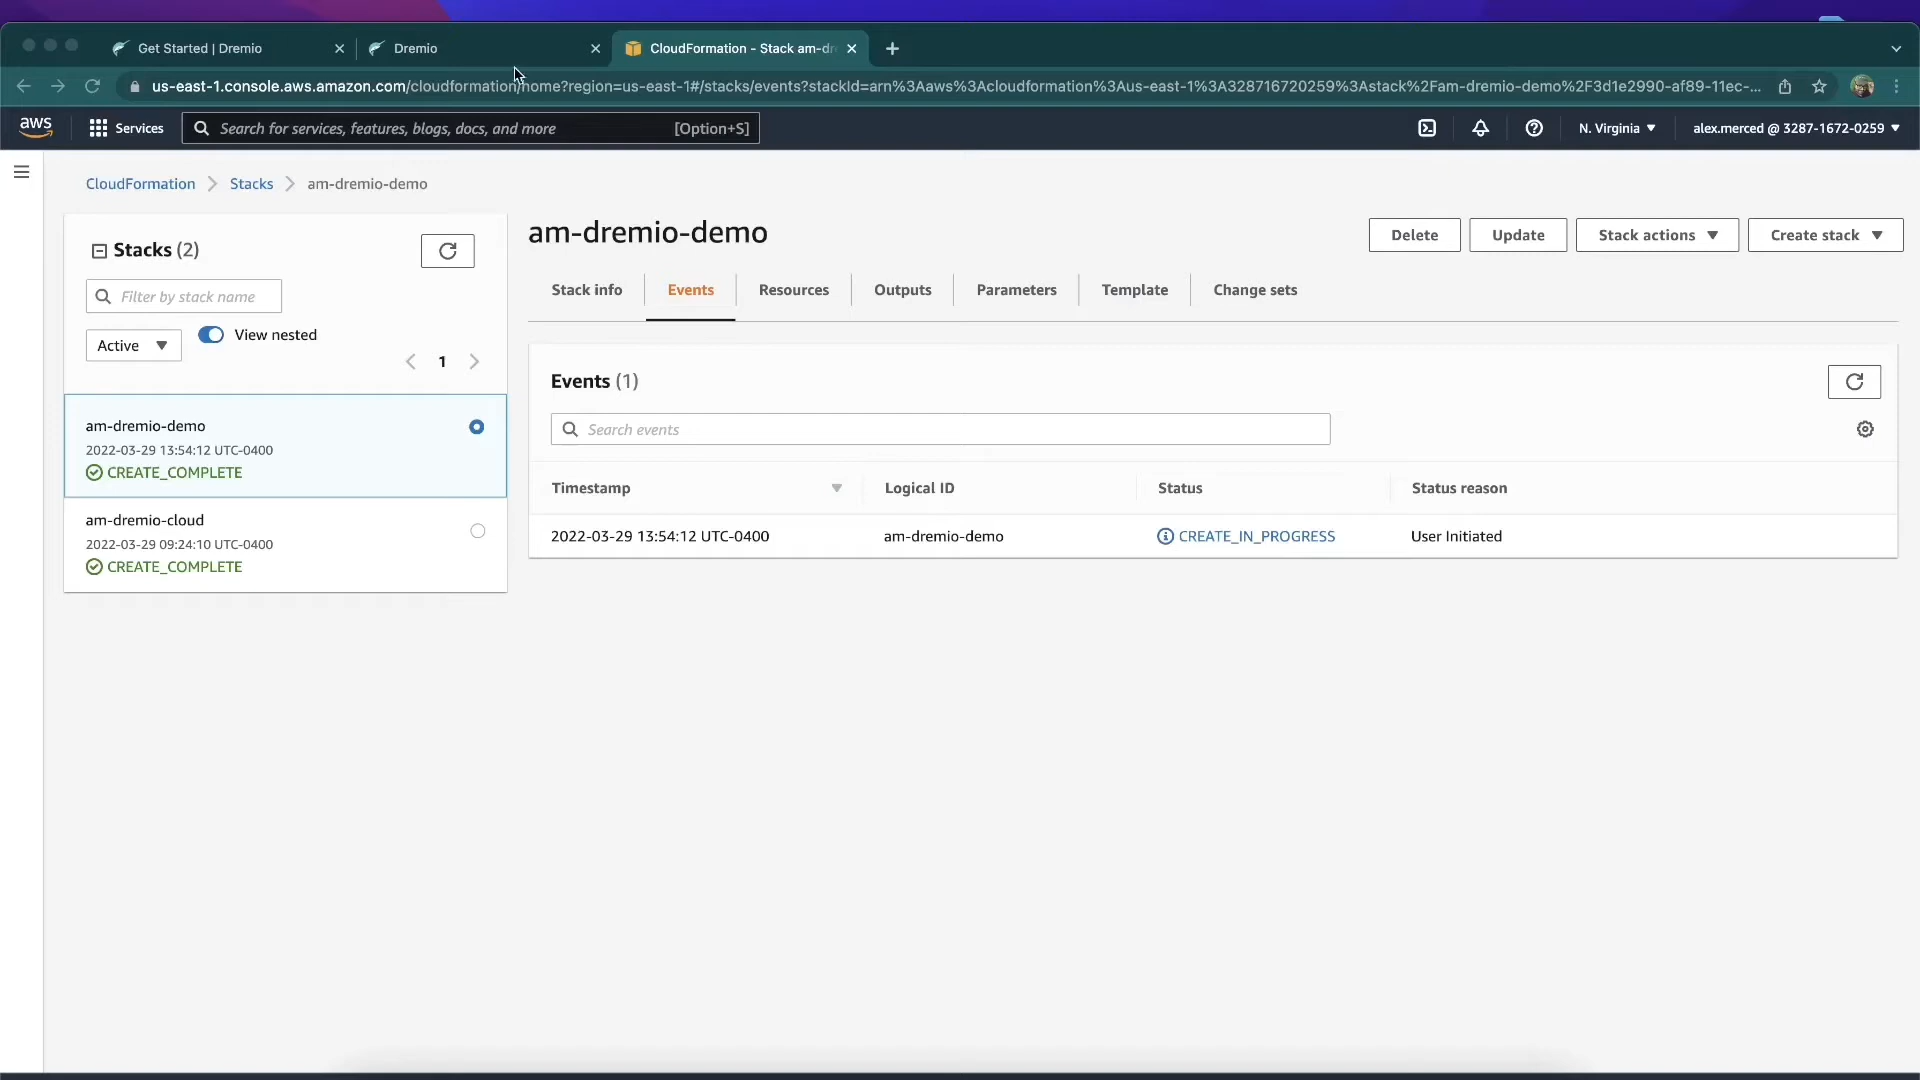 Get Started | Dremio
Dremio
CloudFormation - Stack am-dr
us-east-1.console.aws.amazon.com/cloudformation/home?region=us-east-1#/stacks/events?stackId=arn%3Aaws%3Acloudformation%3Aus-east-1%3A328716720259%3Astack%2Fam-dremio-demo%2F3d1e2990-af89-11ec-...
aws
Services
Search for services, features, blogs, docs, and more
[Option+S]
N. Virginia
alex.merced @ 3287-1672-0259
CloudFormation
Stacks
am-dremio-demo
Stacks (2)
Filter by stack name
Active
View nested
1
am-dremio-demo
2022-03-29 13:54:12 UTC-0400
CREATE_COMPLETE
am-dremio-cloud
2022-03-29 09:24:10 UTC-0400
CREATE_COMPLETE
am-dremio-demo
Delete
Update
Stack actions
Create stack
Stack info
Events
Resources
Outputs
Parameters
Template
Change sets
Events (1)
Search events
Timestamp
Logical ID
Status
Status reason
2022-03-29 13:54:12 UTC-0400
am-dremio-demo
CREATE_IN_PROGRESS
User Initiated